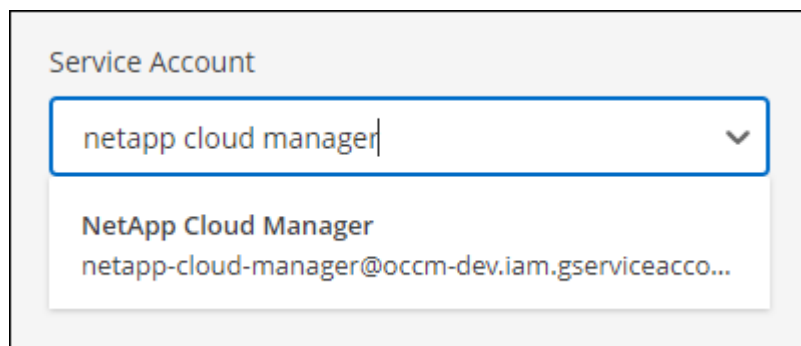 Service Account
netapp cloud manager
NetApp Cloud Manager
netapp-cloud-manager@occm-dev.iam.gserviceacco...